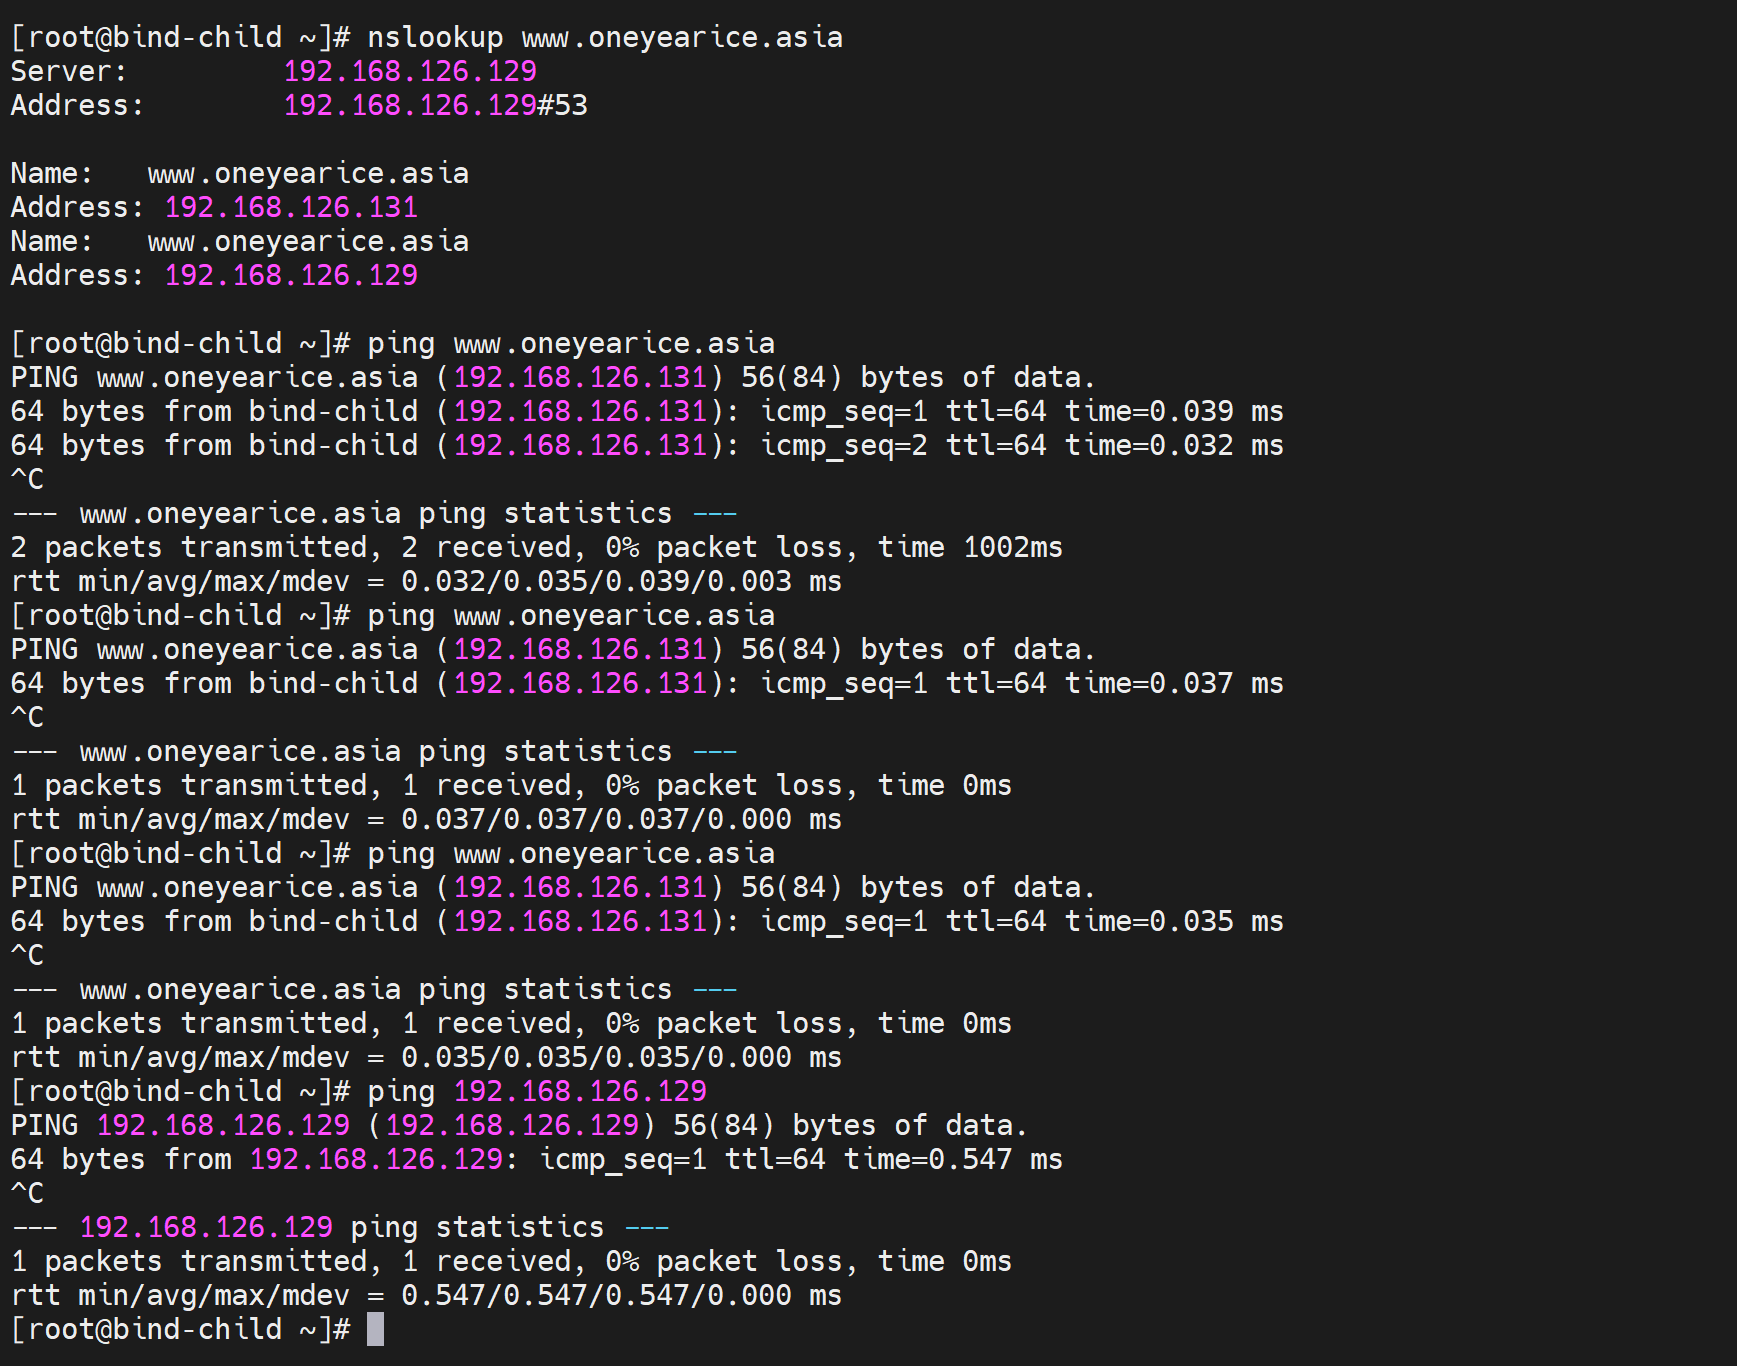 [root@bind-child ~]# nslookup www.oneyearice.asia
Server:         192.168.126.129
Address:        192.168.126.129#53

Name:   www.oneyearice.asia
Address: 192.168.126.131
Name:   www.oneyearice.asia
Address: 192.168.126.129

[root@bind-child ~]# ping www.oneyearice.asia
PING www.oneyearice.asia (192.168.126.131) 56(84) bytes of data.
64 bytes from bind-child (192.168.126.131): icmp_seq=1 ttl=64 time=0.039 ms
64 bytes from bind-child (192.168.126.131): icmp_seq=2 ttl=64 time=0.032 ms
^C
--- www.oneyearice.asia ping statistics ---
2 packets transmitted, 2 received, 0% packet loss, time 1002ms
rtt min/avg/max/mdev = 0.032/0.035/0.039/0.003 ms
[root@bind-child ~]# ping www.oneyearice.asia
PING www.oneyearice.asia (192.168.126.131) 56(84) bytes of data.
64 bytes from bind-child (192.168.126.131): icmp_seq=1 ttl=64 time=0.037 ms
^C
--- www.oneyearice.asia ping statistics ---
1 packets transmitted, 1 received, 0% packet loss, time 0ms
rtt min/avg/max/mdev = 0.037/0.037/0.037/0.000 ms
[root@bind-child ~]# ping www.oneyearice.asia
PING www.oneyearice.asia (192.168.126.131) 56(84) bytes of data.
64 bytes from bind-child (192.168.126.131): icmp_seq=1 ttl=64 time=0.035 ms
^C
--- www.oneyearice.asia ping statistics ---
1 packets transmitted, 1 received, 0% packet loss, time 0ms
rtt min/avg/max/mdev = 0.035/0.035/0.035/0.000 ms
[root@bind-child ~]# ping 192.168.126.129
PING 192.168.126.129 (192.168.126.129) 56(84) bytes of data.
64 bytes from 192.168.126.129: icmp_seq=1 ttl=64 time=0.547 ms
^C
--- 192.168.126.129 ping statistics ---
1 packets transmitted, 1 received, 0% packet loss, time 0ms
rtt min/avg/max/mdev = 0.547/0.547/0.547/0.000 ms
[root@bind-child ~]#